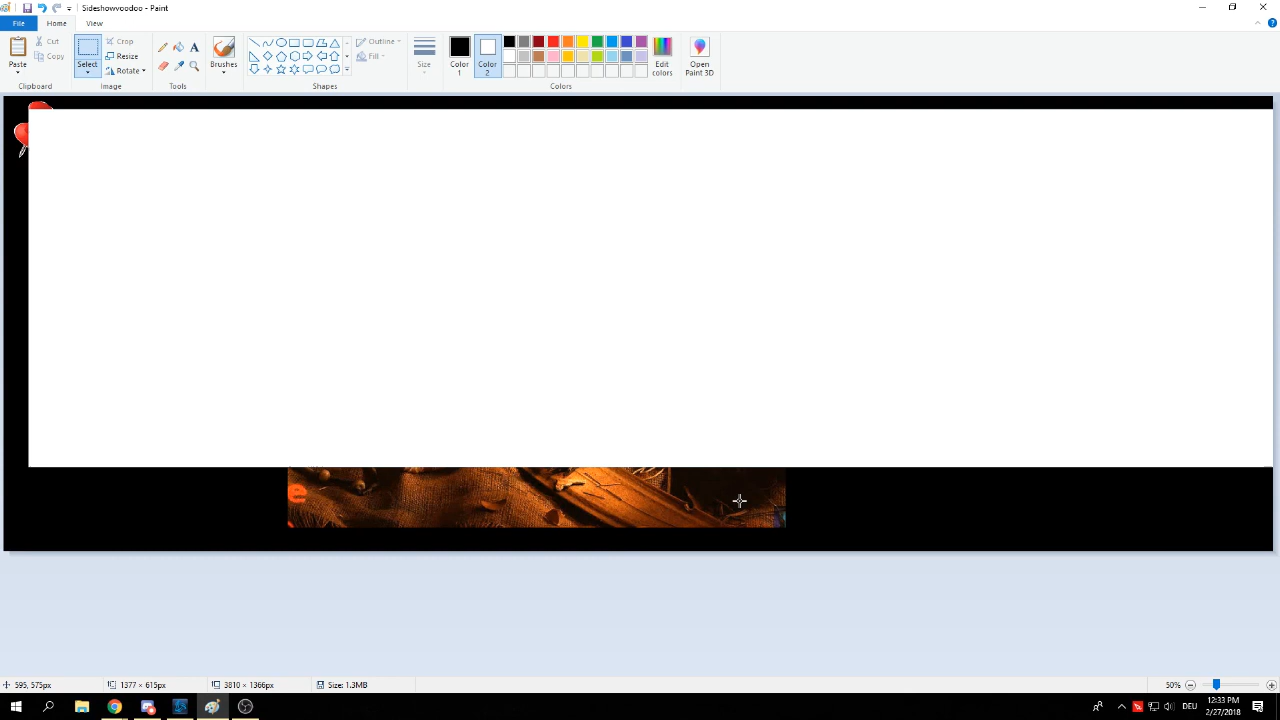 Sideshowvoodoo - Paint
File Home View
Paste Cut Copy Select Crop Resize Rotate Brushes Outline Fill Size Color 1 Color 2 Edit colors Open Paint 3D
Clipboard Image Tools Shapes Colors
e
595, 575px 1377 × 615px 3810 × 1366px Size: 1.3MB 50%
DEU 12:33 PM
2/27/2018